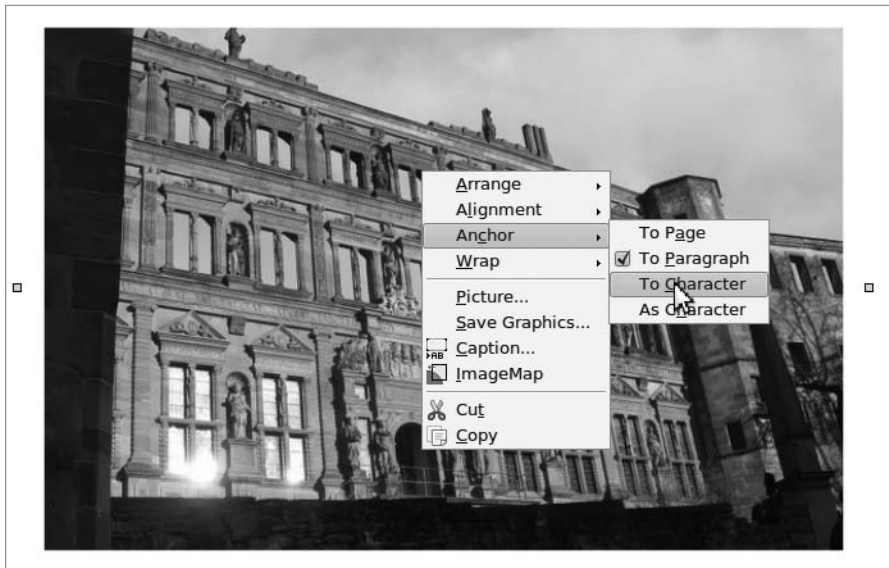 Arrange
Alignment
Anchor
Wrap
Picture...
Save Graphics...
Caption...
ImageMap
Cut
Copy
To Page
To Paragraph
To Character
As Character